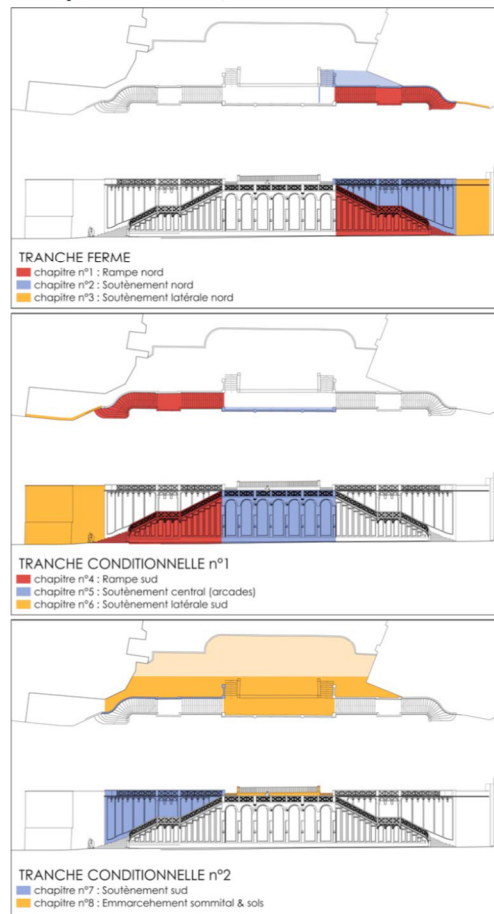 TRANCHE FERME
chapitre n°1 : Rampe nord
chapitre n°2 : Soutènement nord
chapitre n°3 : Soutènement latérale nord
TRANCHE CONDITIONNELLE n°1
chapitre n°4 : Rampe sud
chapitre n°5 : Soutènement central (arcades)
chapitre n°6 : Soutènement latérale sud
TRANCHE CONDITIONNELLE n°2
chapitre n°7 : Soutènement sud
chapitre n°8 : Emmarcehement sommital & sols